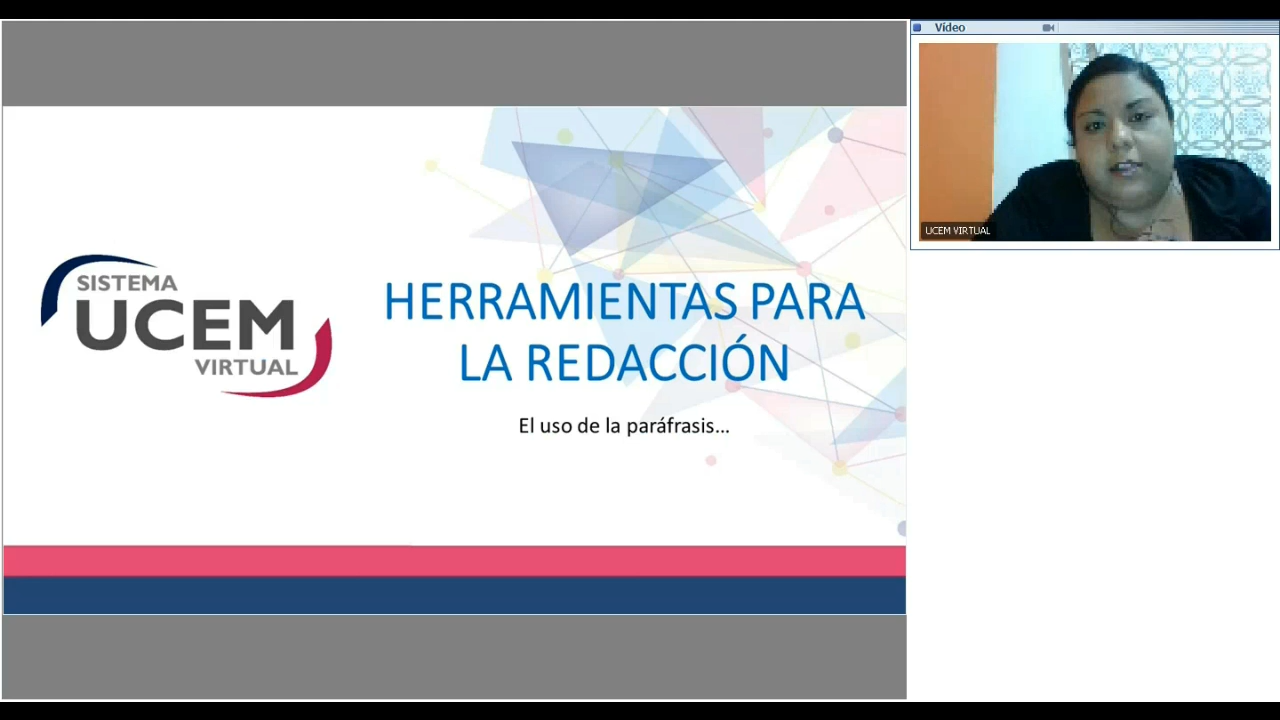 SISTEMA
UCEM
VIRTUAL
HERRAMIENTAS PARA
LA REDACCIÓN
El uso de la paráfrasis...
Vídeo
UCEM VIRTUAL